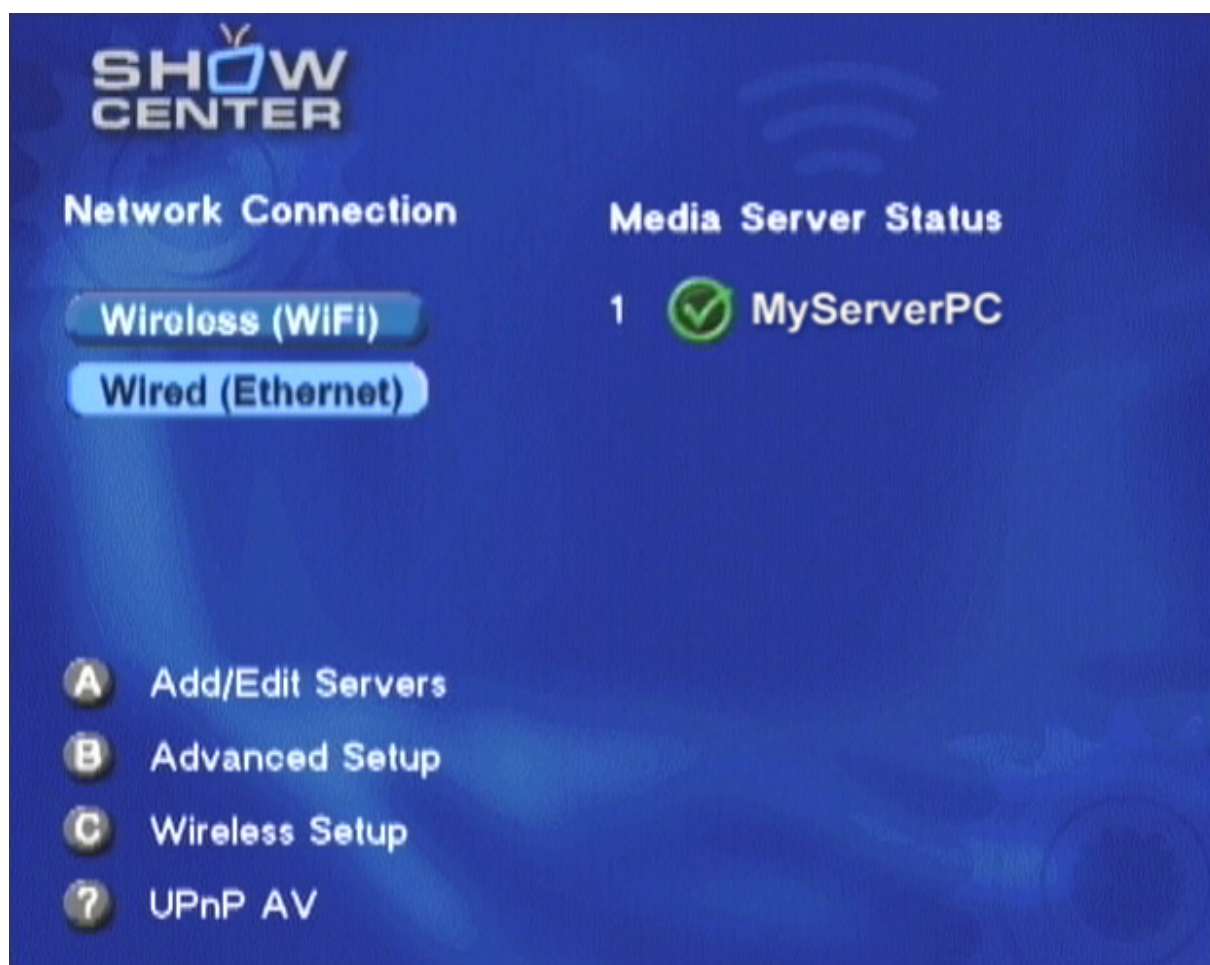 SHOW
CENTER
Network Connection
Media Server Status
Wireless (WiFi)
1 MyServerPC
Wired (Ethernet)
A Add/Edit Servers
B Advanced Setup
C Wireless Setup
? UPnP AV